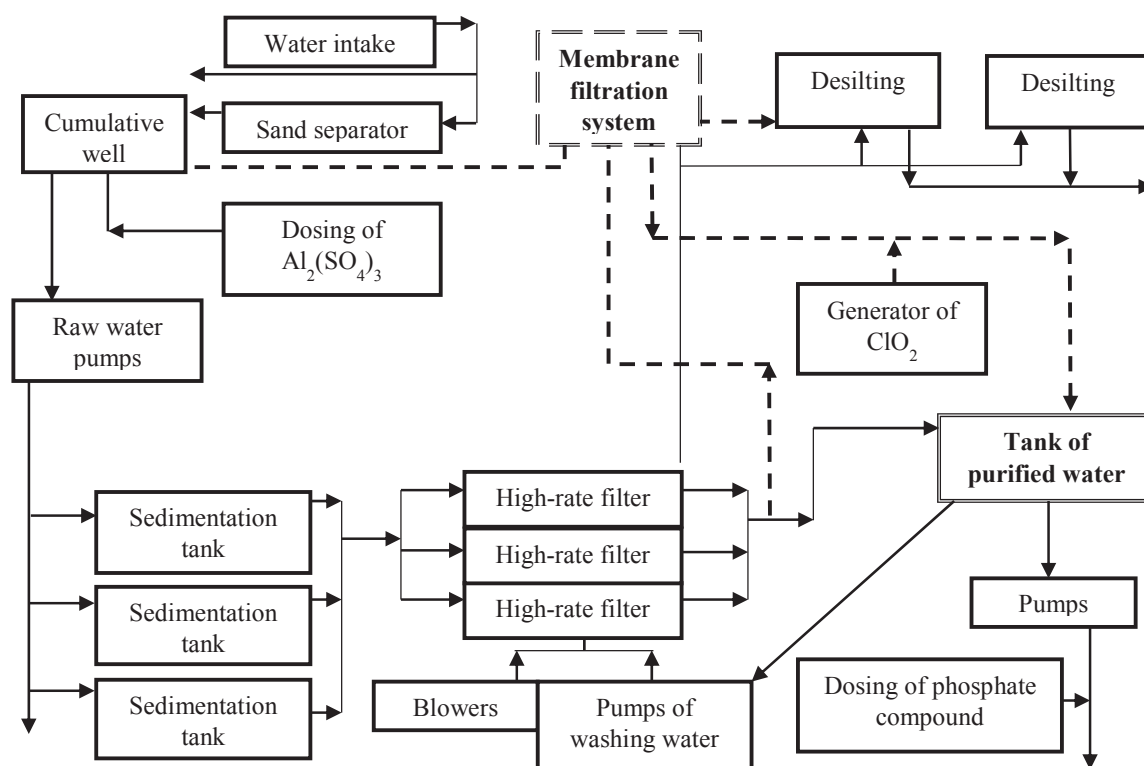 Water intake
Sand separator
Cumulative
well
Dosing of
Al₂(SO₄)₃
Raw water
pumps
Membrane
filtration
system
Desilting
Desilting
Generator of
ClO₂
Tank of
purified water
Sedimentation
tank
Sedimentation
tank
Sedimentation
tank
High-rate filter
High-rate filter
High-rate filter
Blowers
Pumps of
washing water
Pumps
Dosing of phosphate
compound